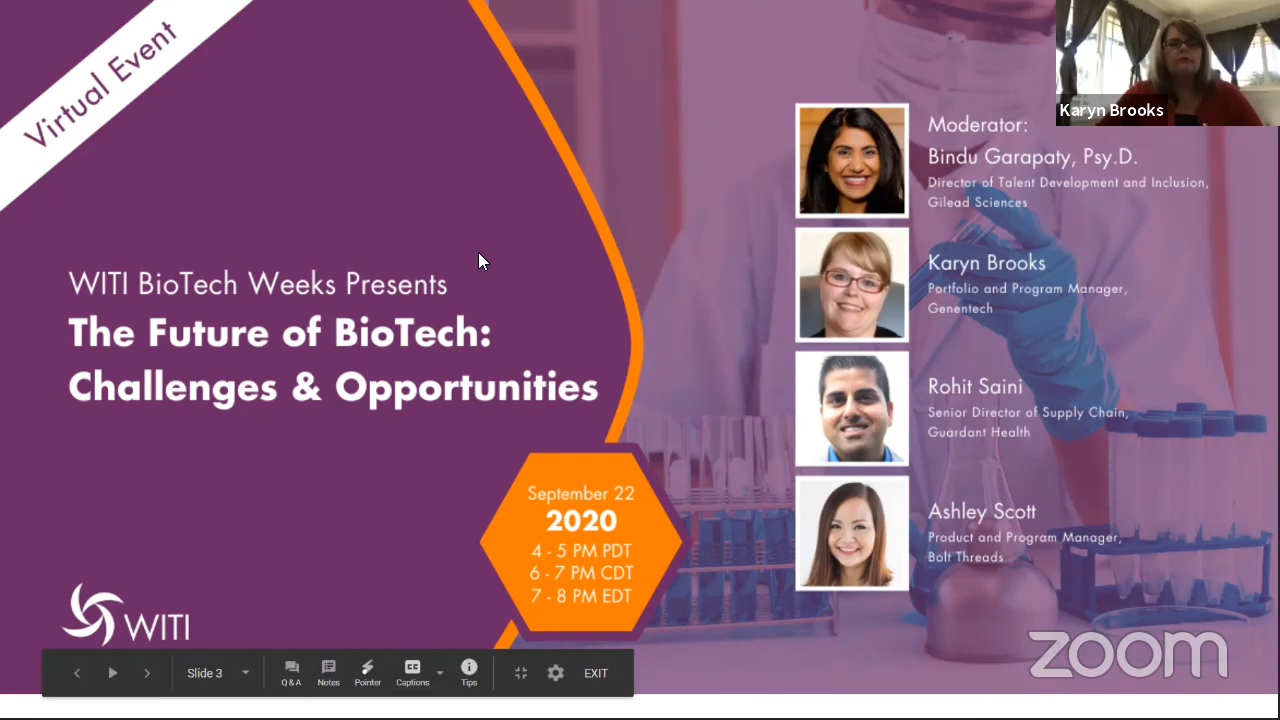 Virtual Event
WITI BioTech Weeks Presents
The Future of BioTech:
Challenges & Opportunities
September 22
2020
4 - 5 PM PDT
6 - 7 PM CDT
7 - 8 PM EDT
WITI
Moderator:
Bindu Garapaty, Psy.D.
Director of Talent Development and Inclusion,
Gilead Sciences
Karyn Brooks
Portfolio and Program Manager,
Genentech
Rohit Saini
Senior Director of Supply Chain,
Guardant Health
Ashley Scott
Product and Program Manager,
Bolt Threads
Karyn Brooks
Slide 3
Q & A
Notes
Pointer
CC
Captions
Tips
EXIT
zoom